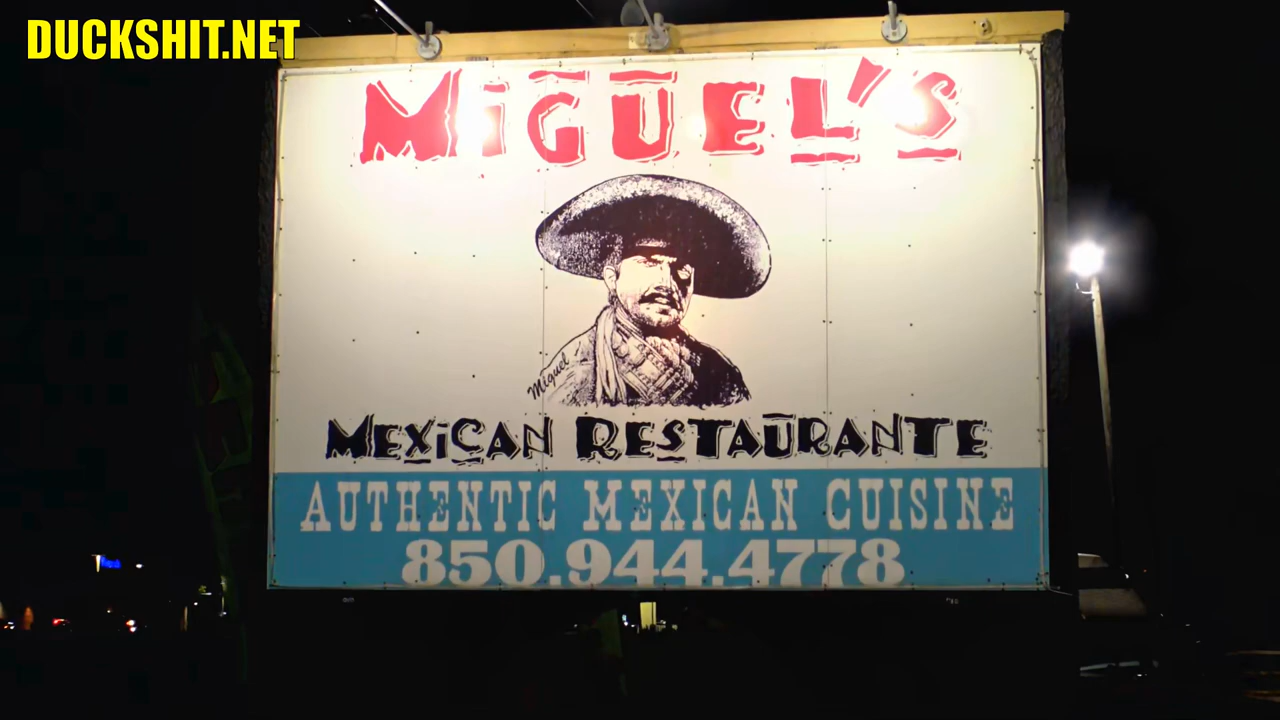 DUCKSHIT.NET
MiGUEL'S
Miguel
MEXiCAN RESTAURANTE
AUTHENTIC MEXICAN CUISINE
850.944.4778